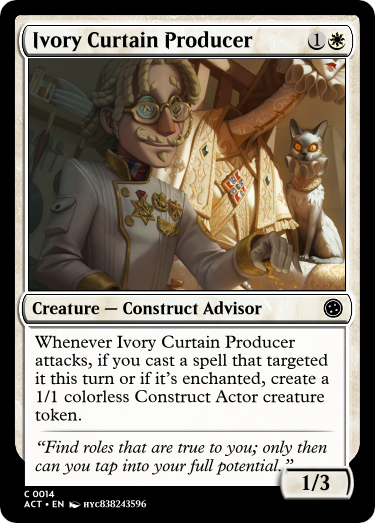 Ivory Curtain Producer 1
Creature — Construct Advisor
Whenever Ivory Curtain Producer
attacks, if you cast a spell that targeted
it this turn or if it's enchanted, create a
1/1 colorless Construct Actor creature
token.
“Find roles that are true to you; only then
can you tap into your full potential.”
1/3
C 0014
ACT • EN HYC838243596